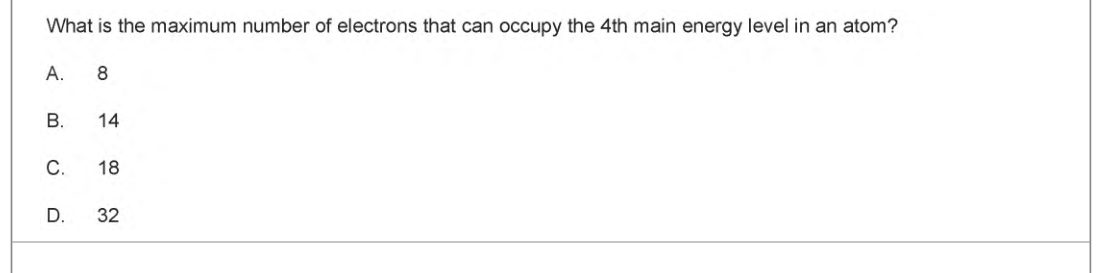 What is the maximum number of electrons that can occupy the 4th main energy level in an atom?
A. 8
B. 14
C. 18
D. 32